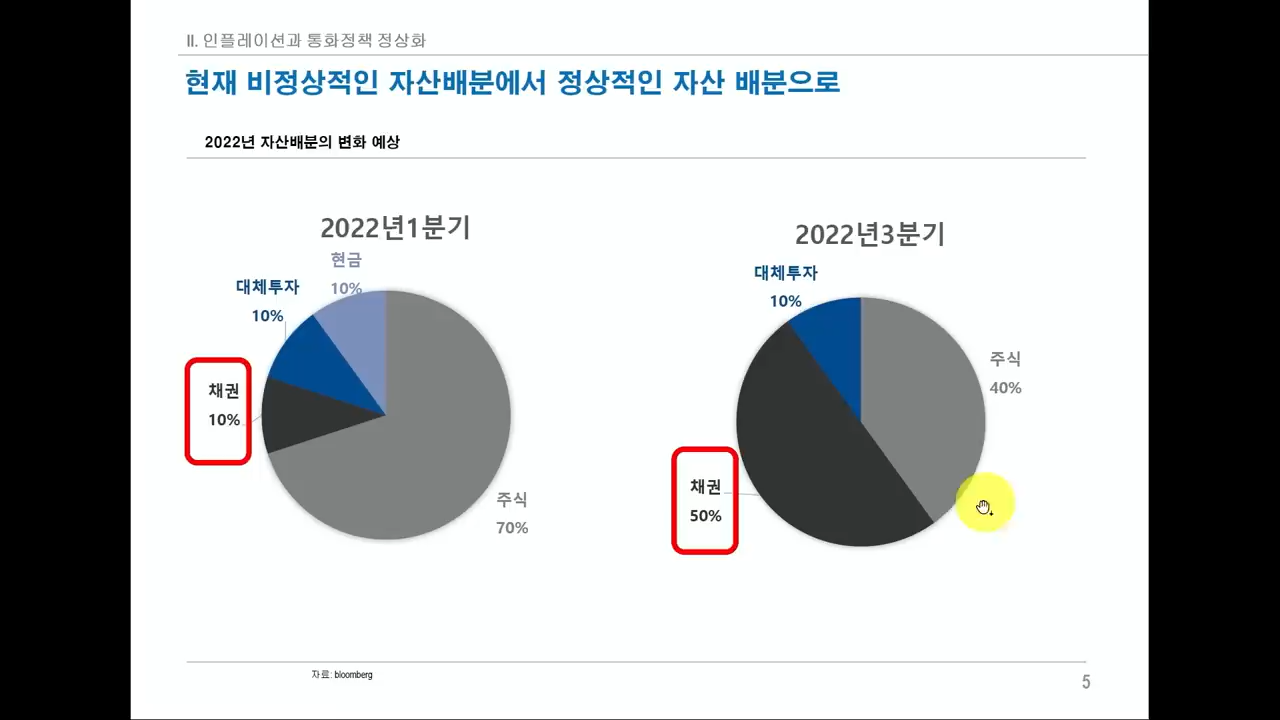 II. 인플레이션과 통화정책 정상화
현재 비정상적인 자산배분에서 정상적인 자산 배분으로
2022년 자산배분의 변화 예상
2022년1분기
현금
10%
대체투자
10%
채권
10%
주식
70%
2022년3분기
대체투자
10%
주식
40%
채권
50%
자료: bloomberg
5